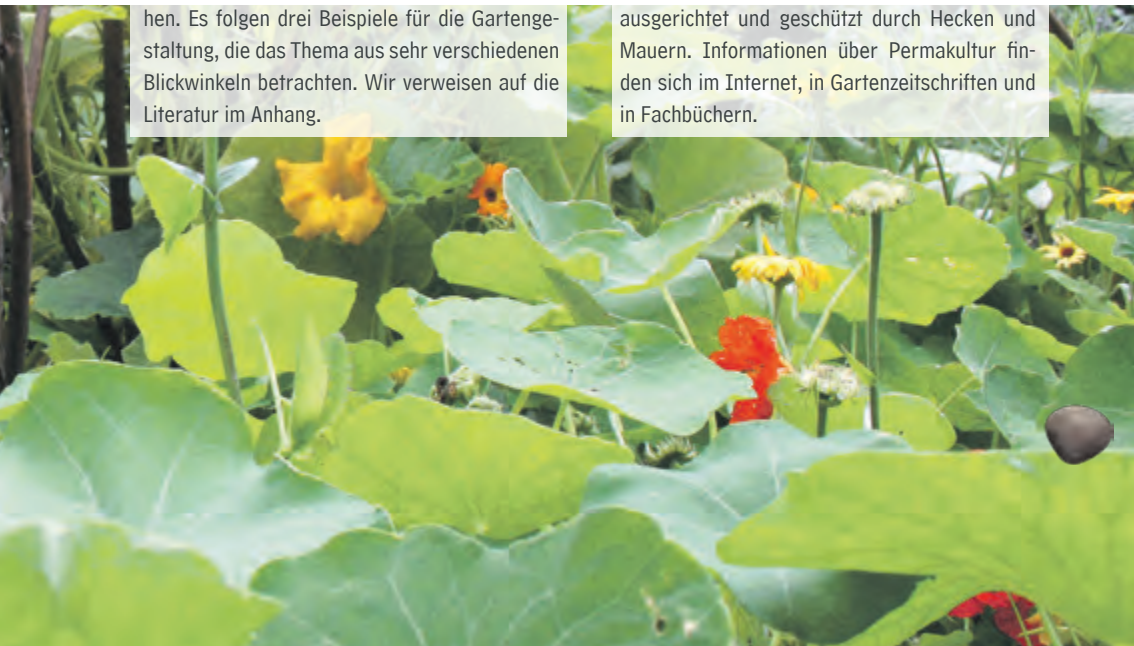 hen. Es folgen drei Beispiele für die Gartenge-
staltung, die das Thema aus sehr verschiedenen
Blickwinkeln betrachten. Wir verweisen auf die
Literatur im Anhang.
ausgerichtet und geschützt durch Hecken und
Mauern. Informationen über Permakultur fin-
den sich im Internet, in Gartenzeitschriften und
in Fachbüchern.